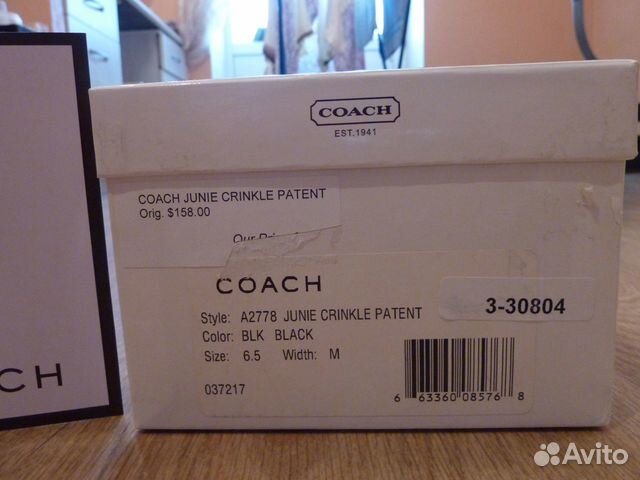 COACH
EST. 1941
COACH JUNIE CRINKLE PATENT
Orig. $158.00
Our
COACH
Style: A2778 JUNIE CRINKLE PATENT
Color: BLK BLACK
Size: 6.5 Width: M
037217
3-30804
6 63360 08576 8
CH
Avito